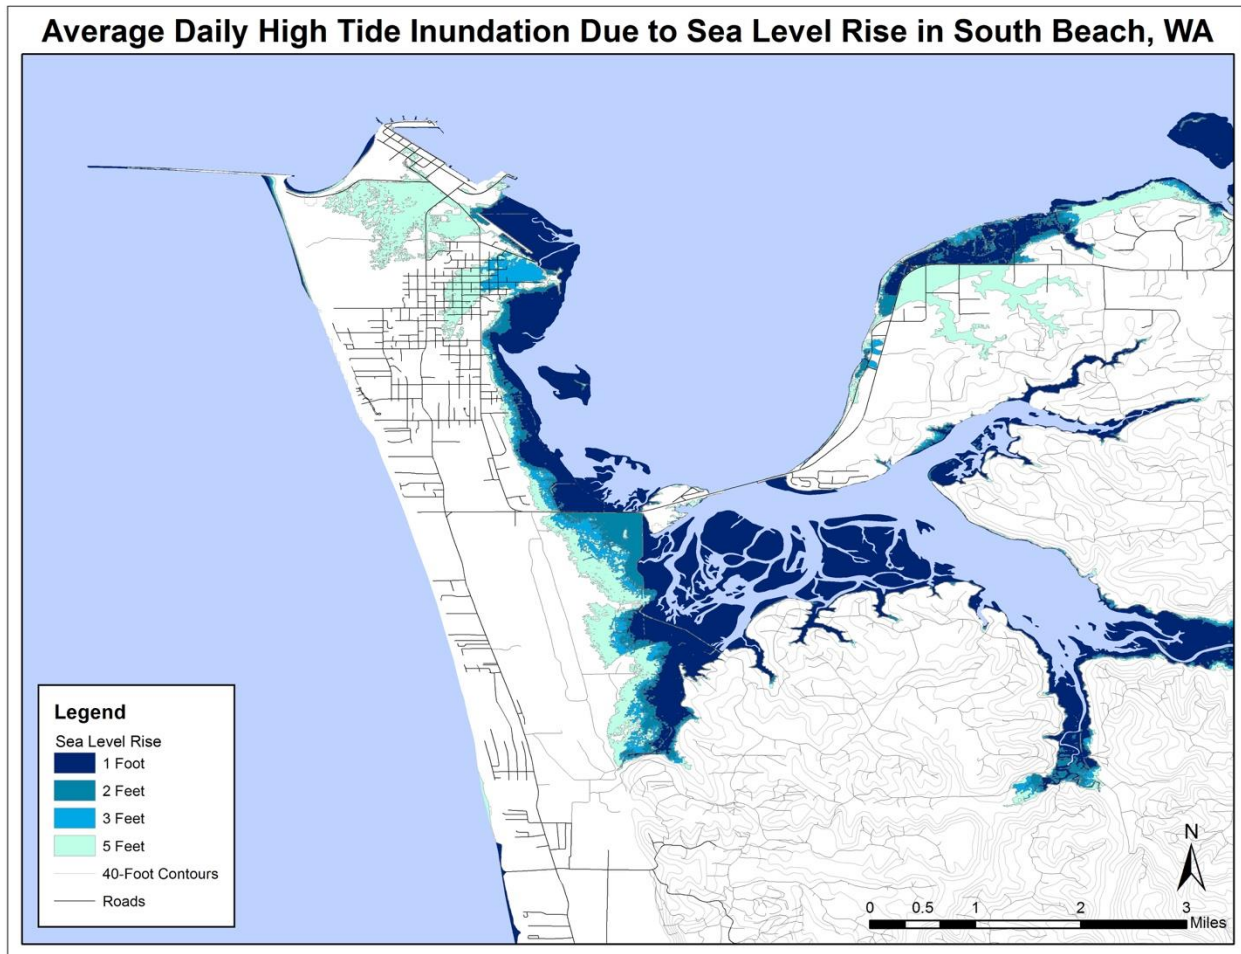 Average Daily High Tide Inundation Due to Sea Level Rise in South Beach, WA
Legend
Sea Level Rise
1 Foot
2 Feet
3 Feet
5 Feet
40-Foot Contours
Roads
N
0 0.5 1 2 3
Miles